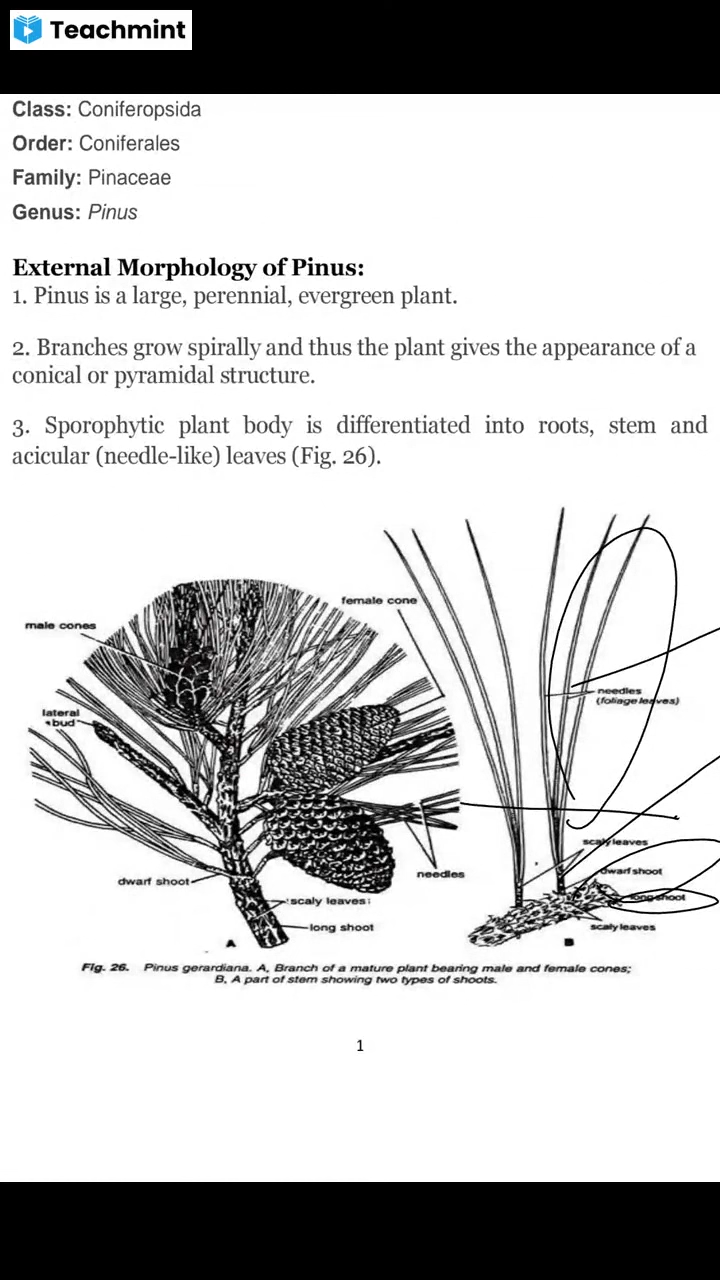 Teachmint
Class: Coniferopsida
Order: Coniferales
Family: Pinaceae
Genus: Pinus
External Morphology of Pinus:
1. Pinus is a large, perennial, evergreen plant.
2. Branches grow spirally and thus the plant gives the appearance of a
conical or pyramidal structure.
3. Sporophytic plant body is differentiated into roots, stem and
acicular (needle-like) leaves (Fig. 26).
female cone
male cones
lateral
bud
needles
(foliage leaves)
scaly leaves
dwarf shoot
needles
dwarf shoot
long shoot
scaly leaves
long shoot
scaly leaves
A
B
Fig. 26. Pinus gerardiana. A, Branch of a mature plant bearing male and female cones;
B, A part of stem showing two types of shoots.
1